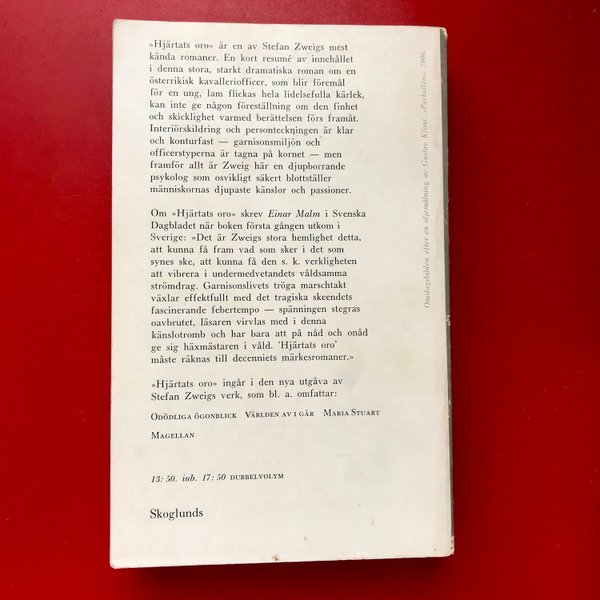 »Hjärtats oro» är en av Stefan Zweigs mest
kända romaner. En kort resumé av innehållet
i denna stora, starkt dramatiska roman om en
österrikisk kavalleriofficer, som blir föremål
för en ung, lam flickas hela lidelsefulla kärlek,
kan inte ge någon föreställning om den finhet
och skicklighet varmed berättelsen förs framåt.
Interiörskildring och personteckningen är klar
och konturfast — garnisonsmiljön och
officerstyperna är tagna på kornet — men
framför allt är Zweig här en djupborrande
psykolog som osvikligt säkert blottställer
människornas djupaste känslor och passioner.
Om »Hjärtats oro» skrev Einar Malm i Svenska
Dagbladet när boken första gången utkom i
Sverige: »Det är Zweigs stora hemlighet detta,
att kunna få fram vad som sker i det som
synes ske, att kunna få den s. k. verkligheten
att vibrera i undermedvetandets våldsamma
strömdrag. Garnisonslivets tröga marschtakt
växlar effektfullt med det tragiska skeendets
fascinerande febertempo — spänningen stegras
oavbrutet, läsaren virvlas med i denna
känslotromb och har bara att på nåd och onåd
ge sig häxmästaren i våld. 'Hjärtats oro'
måste räknas till decenniets märkesromaner.»
»Hjärtats oro» ingår i den nya utgåva av
Stefan Zweigs verk, som bl. a. omfattar:
ODÖDLIGA ÖGONBLICK VÄRLDEN AV I GÅR MARIA STUART
MAGELLAN
13: 50. inb. 17: 50 DUBBELVOLYM
Skoglunds
Omslagsbilden efter en oljemålning av Gustav Klimt, »Pathallén», 1906.